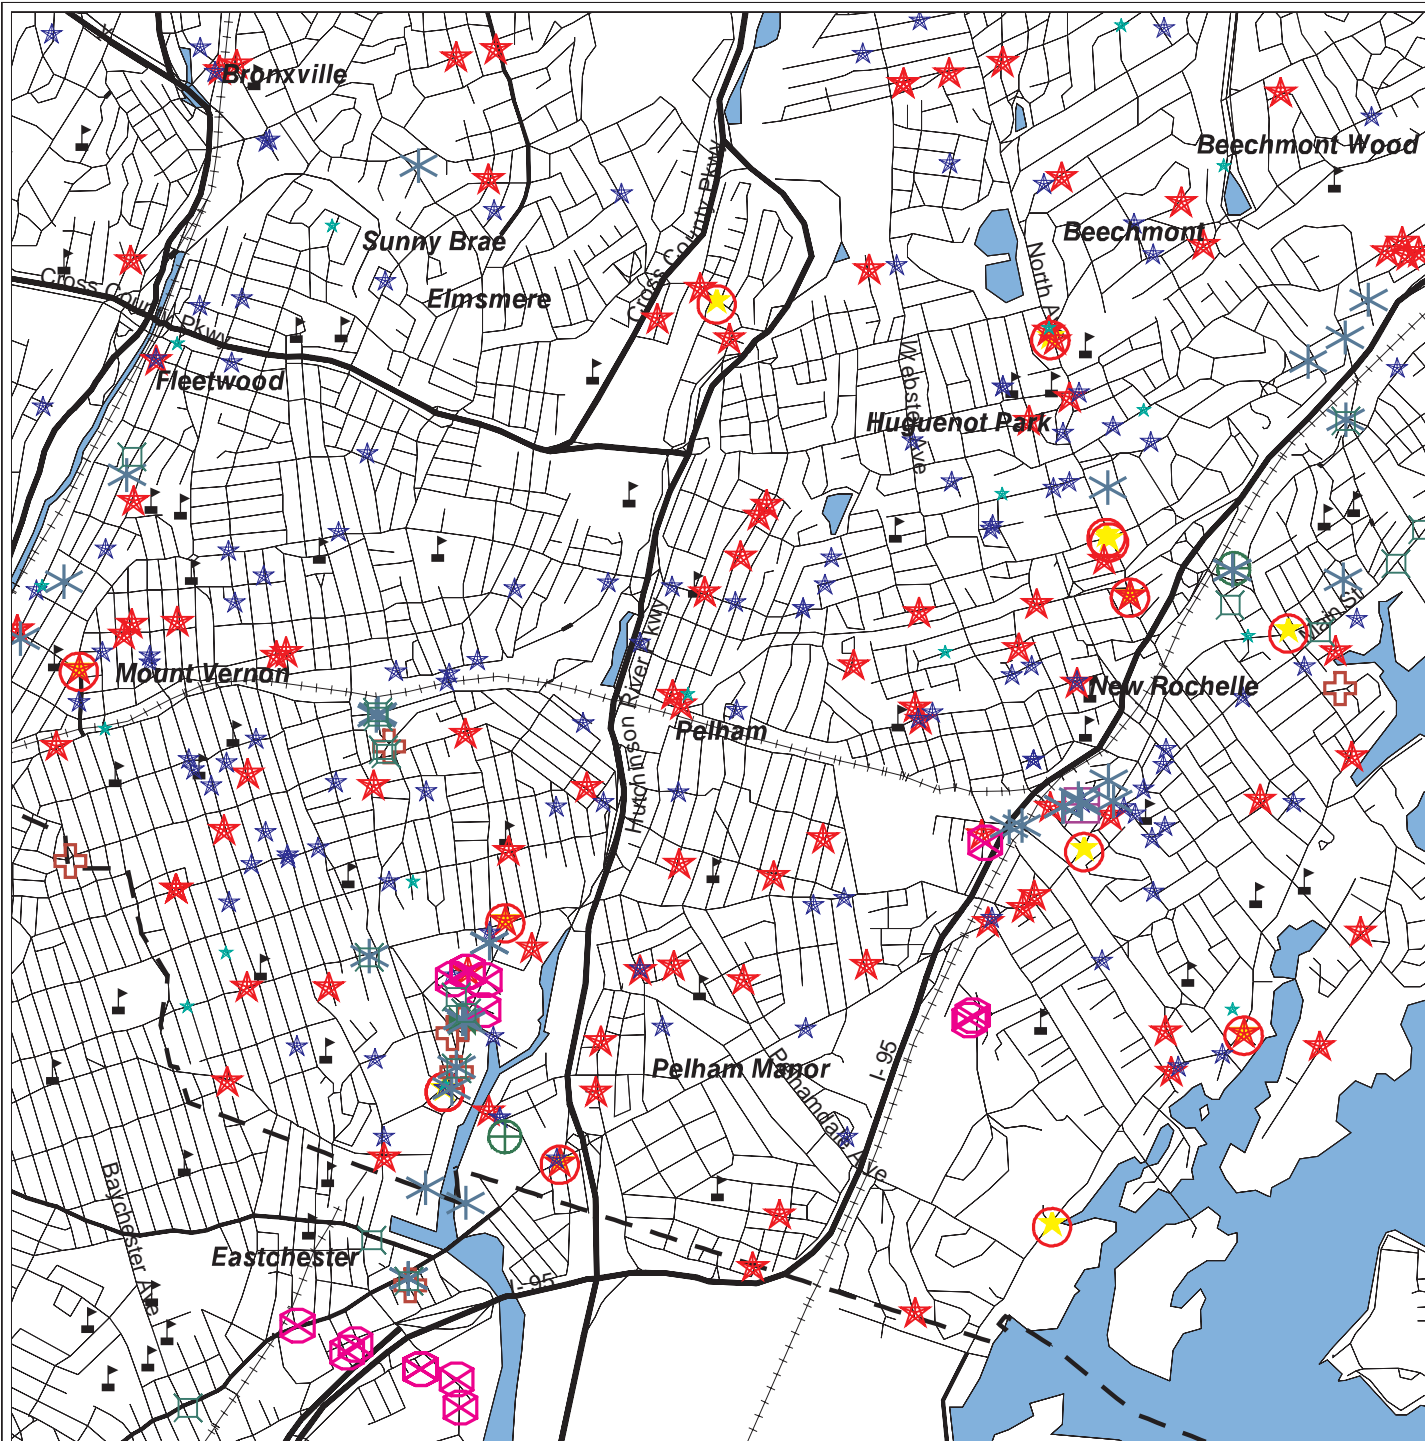 Bronxville
Beechmont Wood
Cross County Pkwy
Sunny Brae
Beechmont
Cross County Pkwy
Elmsmere
North A
Fleetwood
Webster Ave
Huguenot Park
Main St
Mount Vernon
New Rochelle
Hutchinson River Pkwy
Pelham
Pelham Manor
I-95
Pelhamdale Ave
Baychester Ave
Eastchester
I-95